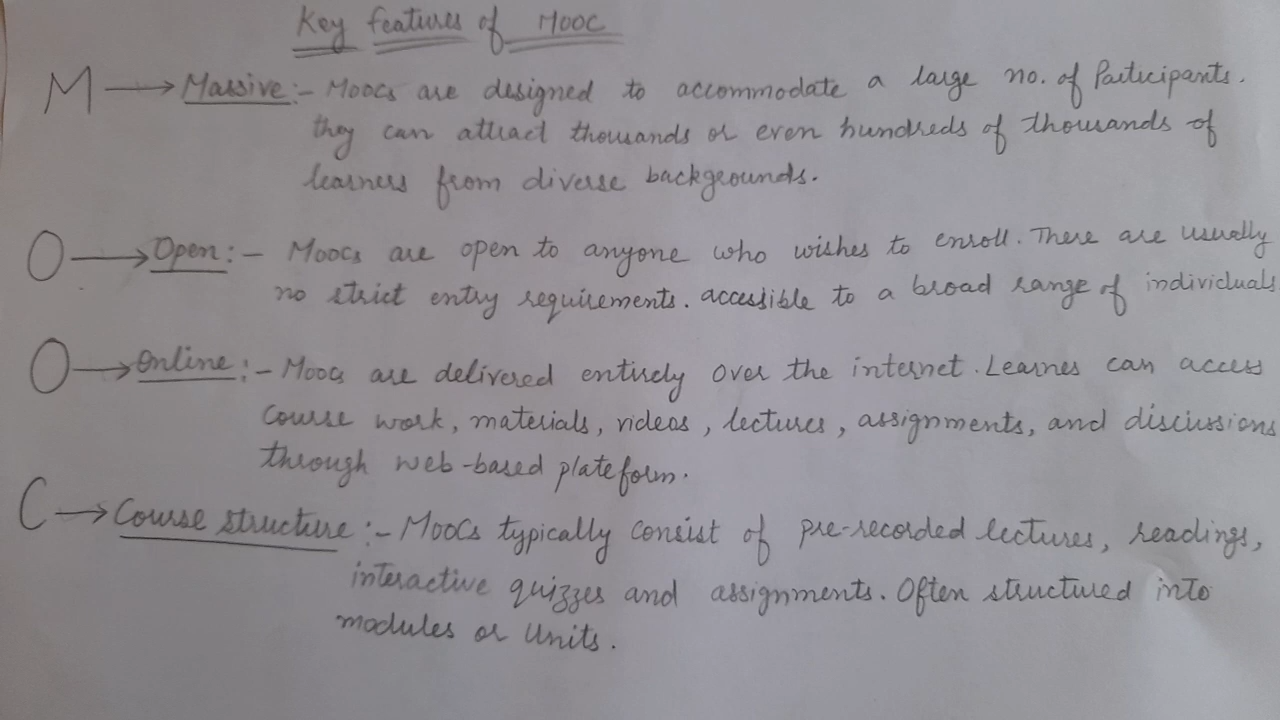 Key features of MOOC
M → Massive:- Moocs are designed to accommodate a large no. of Participants.
they can attract thousands or even hundreds of thousands of
learners from diverse backgrounds.
O → Open:- Moocs are open to anyone who wishes to enroll. There are usually
no strict entry requirements. accessible to a broad range of individuals
O → Online:- Moocs are delivered entirely over the internet. Learnes can access
course work, materials, videos, lectures, assignments, and discussions
through web-based plateform.
C → Course structure:- MOOCs typically consist of pre-recorded lectures, readings,
interactive quizzes and assignments. Often structured into
modules or Units.